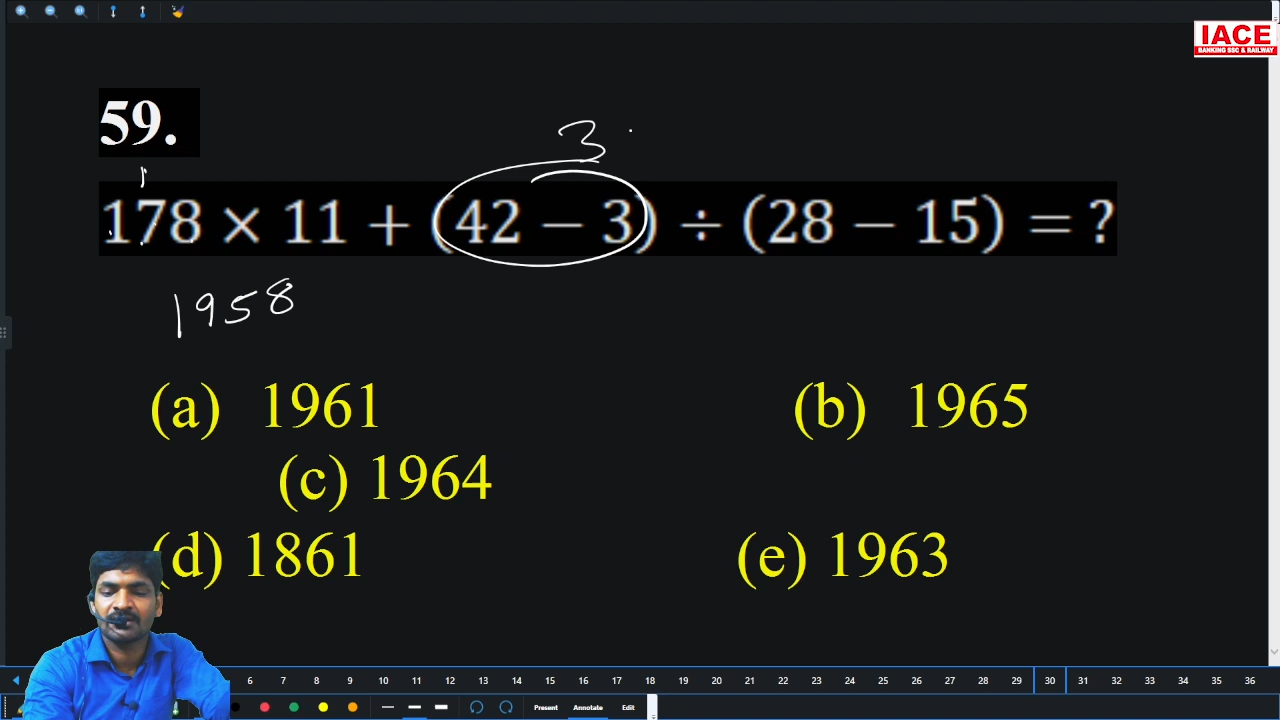 IACE
BANKING SSC & RAILWAY
59.
3
1
178 × 11 + (42 − 3) ÷ (28 − 15) = ?
1958
(a) 1961
(b) 1965
(c) 1964
(d) 1861
(e) 1963
6 7 8 9 10 11 12 13 14 15 16 17 18 19 20 21 22 23 24 25 26 27 28 29 30 31 32 33 34 35 36
Present Annotate Edit